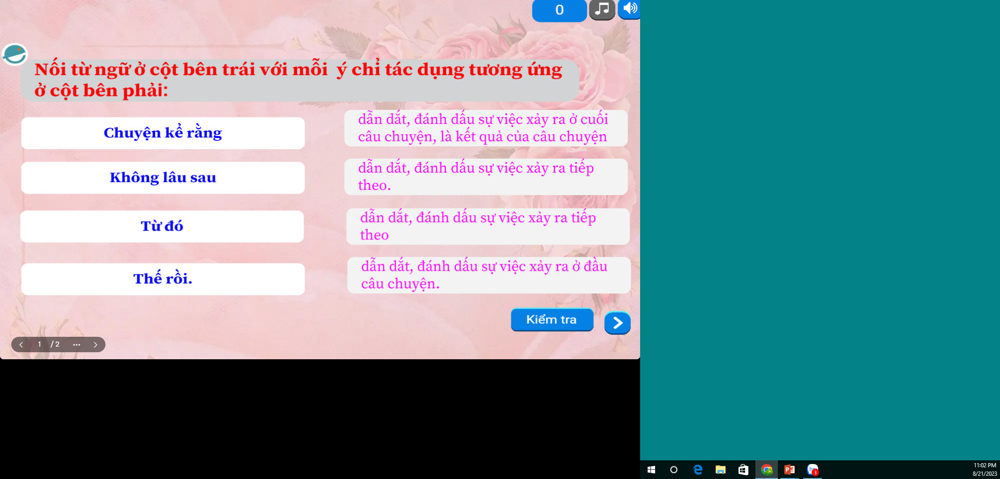 0
Nối từ ngữ ở cột bên trái với mỗi ý chỉ tác dụng tương ứng
ở cột bên phải:
Chuyện kể rằng
dẫn dắt, đánh dấu sự việc xảy ra ở cuối
câu chuyện, là kết quả của câu chuyện
Không lâu sau
dẫn dắt, đánh dấu sự việc xảy ra tiếp
theo.
Từ đó
dẫn dắt, đánh dấu sự việc xảy ra tiếp
theo
Thế rồi.
dẫn dắt, đánh dấu sự việc xảy ra ở đầu
câu chuyện.
Kiểm tra
1 / 2
11:02 PM
8/21/2023
3